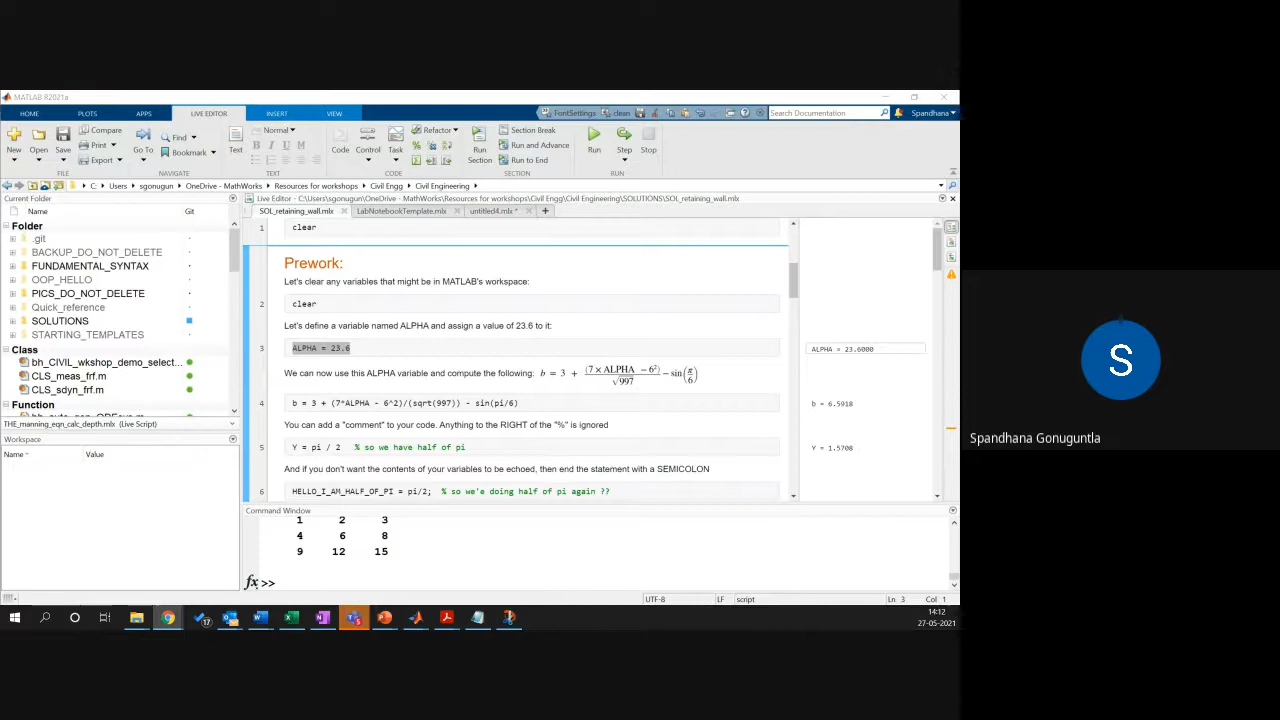 MATLAB R2021a
HOME PLOTS APPS LIVE EDITOR INSERT VIEW FontSettings clean Search Documentation Spandhana
New Open Save Compare Print Export Go To Find Bookmark Text Normal B I U M Code Control Task Refactor Run Section Section Break Run and Advance Run to End Run Step Stop
FILE NAVIGATE TEXT CODE SECTION RUN
C: Users sgonugun OneDrive - MathWorks Resources for workshops Civil Engg Civil Engineering
Current Folder
Name Git
Folder
.git
BACKUP_DO_NOT_DELETE
FUNDAMENTAL_SYNTAX
OOP_HELLO
PICS_DO_NOT_DELETE
Quick_reference
SOLUTIONS
STARTING_TEMPLATES
Class
bh_CIVIL_wkshop_demo_select...
CLS_meas_frf.m
CLS_sdyn_frf.m
Function
THE_manning_eqn_calc_depth.mlx (Live Script)
Workspace
Name Value
Live Editor - C:\Users\sgonugun\OneDrive - MathWorks\Resources for workshops\Civil Engg\Civil Engineering\SOLUTIONS\SOL_retaining_wall.mlx
SOL_retaining_wall.mlx LabNotebookTemplate.mlx untitled4.mlx *
1 clear
Prework:
Let's clear any variables that might be in MATLAB's workspace:
2 clear
Let's define a variable named ALPHA and assign a value of 23.6 to it:
3 ALPHA = 23.6 ALPHA = 23.6000
We can now use this ALPHA variable and compute the following: b = 3 + (7 × ALPHA − 6²)/√997 − sin(π/6)
4 b = 3 + (7*ALPHA - 6^2)/(sqrt(997)) - sin(pi/6) b = 6.5918
You can add a "comment" to your code. Anything to the RIGHT of the "%" is ignored
5 Y = pi / 2 % so we have half of pi Y = 1.5708
And if you don't want the contents of your variables to be echoed, then end the statement with a SEMICOLON
6 HELLO_I_AM_HALF_OF_PI = pi/2; % so we'e doing half of pi again ??
Command Window
1 2 3
4 6 8
9 12 15
fx >>
UTF-8 LF script Ln 3 Col 1
14:12
27-05-2021
17
S
Spandhana Gonuguntla